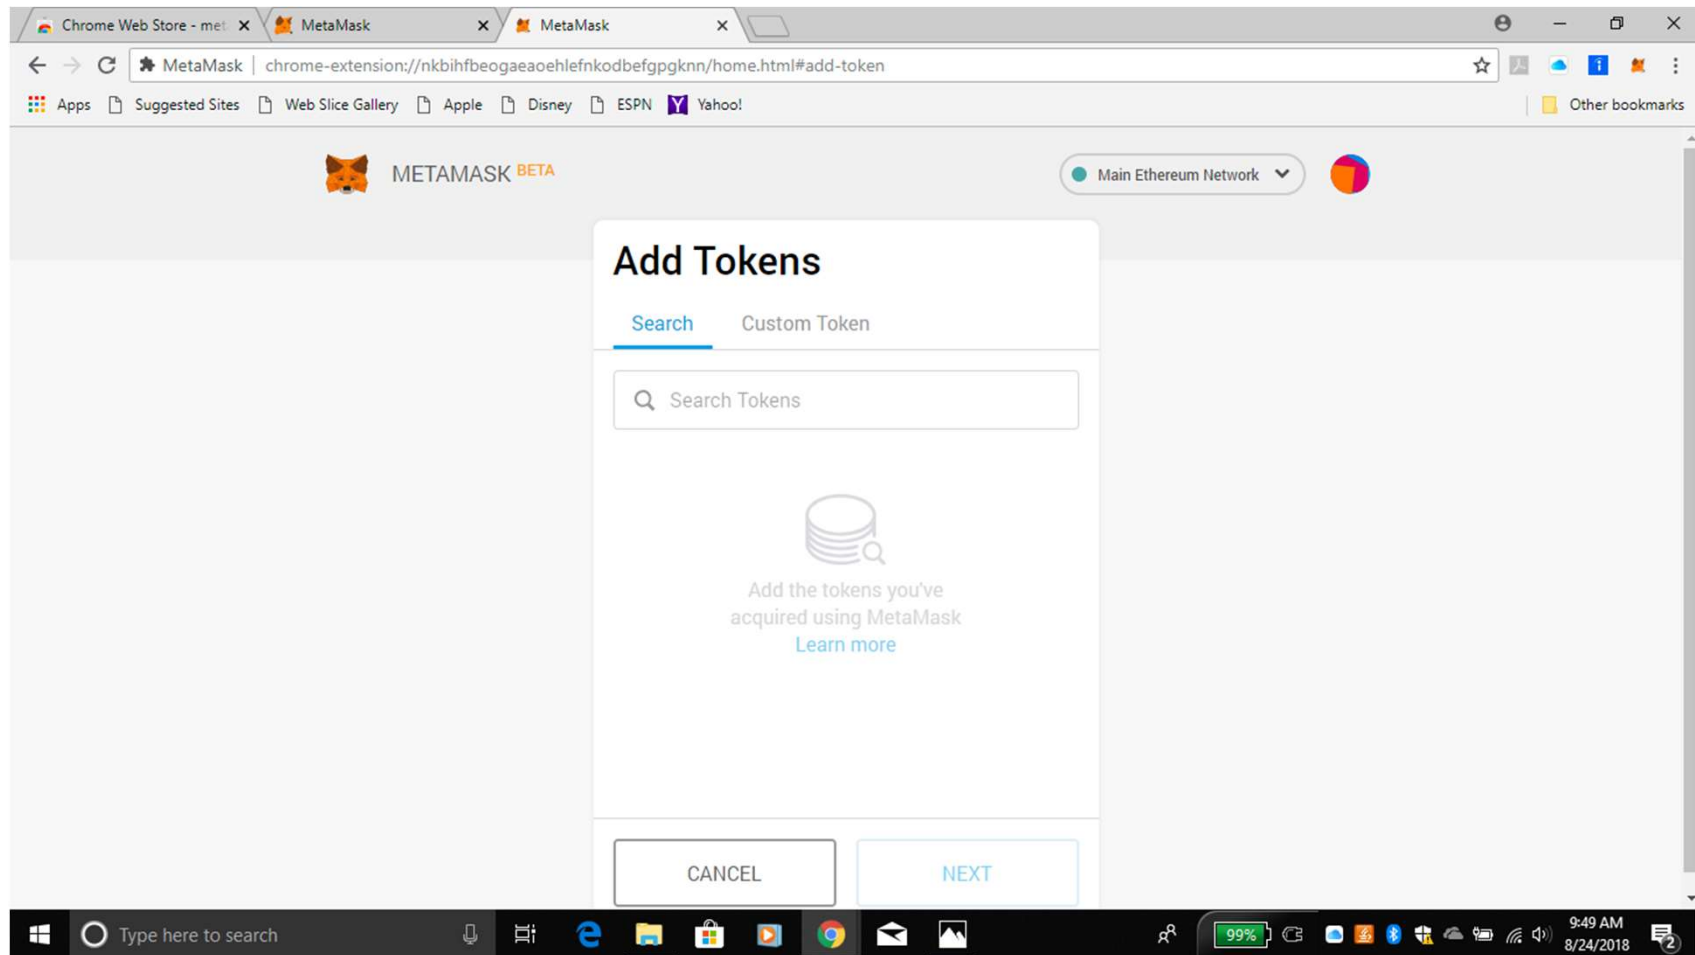 Chrome Web Store - met
MetaMask
MetaMask
MetaMask | chrome-extension://nkbihfbeogaeaoehlefnkodbefgpgknn/home.html#add-token
Apps Suggested Sites Web Slice Gallery Apple Disney ESPN Yahoo! Other bookmarks
METAMASK BETA
Main Ethereum Network
Add Tokens
Search Custom Token
Search Tokens
Add the tokens you've
acquired using MetaMask
Learn more
CANCEL NEXT
Type here to search
99%
9:49 AM
8/24/2018
2